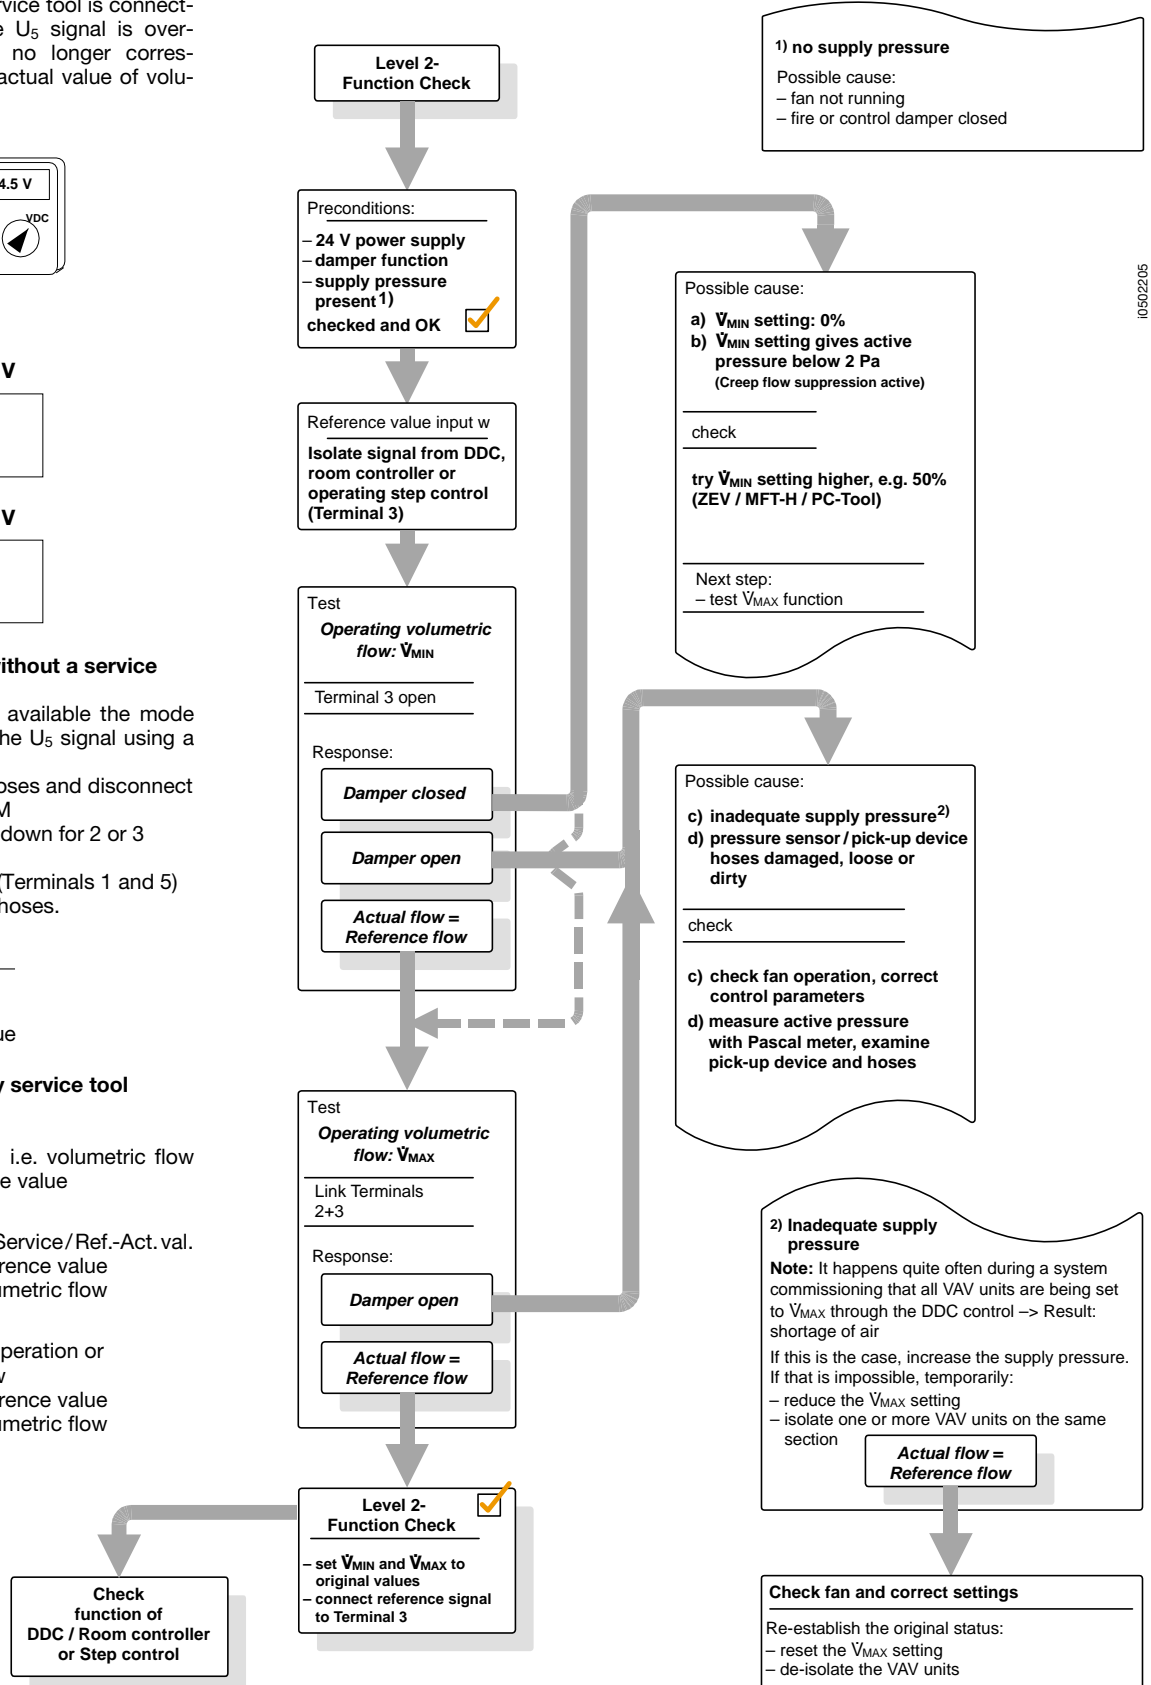 rvice tool is connect-
e U5 signal is over-
no longer corres-
actual value of volu-
4.5 V
VDC
V
V
without a service
available the mode
he U5 signal using a
oses and disconnect
M
down for 2 or 3
(Terminals 1 and 5)
hoses.
ue
y service tool
i.e. volumetric flow
e value
Service/Ref.-Act. val.
rence value
umetric flow
peration or
w
rence value
umetric flow
Level 2-
Function Check
Preconditions:
– 24 V power supply
– damper function
– supply pressure
present 1)
checked and OK
Reference value input w
Isolate signal from DDC,
room controller or
operating step control
(Terminal 3)
Test
Operating volumetric
flow: V̇MIN
Terminal 3 open
Response:
Damper closed
Damper open
Actual flow =
Reference flow
Test
Operating volumetric
flow: V̇MAX
Link Terminals
2+3
Response:
Damper open
Actual flow =
Reference flow
Level 2-
Function Check
– set V̇MIN and V̇MAX to
original values
– connect reference signal
to Terminal 3
Check
function of
DDC / Room controller
or Step control
1) no supply pressure
Possible cause:
– fan not running
– fire or control damper closed
i0502205
Possible cause:
a) V̇MIN setting: 0%
b) V̇MIN setting gives active
pressure below 2 Pa
(Creep flow suppression active)
check
try V̇MIN setting higher, e.g. 50%
(ZEV / MFT-H / PC-Tool)
Next step:
– test V̇MAX function
Possible cause:
c) inadequate supply pressure2)
d) pressure sensor / pick-up device
hoses damaged, loose or
dirty
check
c) check fan operation, correct
control parameters
d) measure active pressure
with Pascal meter, examine
pick-up device and hoses
2) Inadequate supply
pressure
Note: It happens quite often during a system
commissioning that all VAV units are being set
to V̇MAX through the DDC control –> Result:
shortage of air
If this is the case, increase the supply pressure.
If that is impossible, temporarily:
– reduce the V̇MAX setting
– isolate one or more VAV units on the same
section
Actual flow =
Reference flow
Check fan and correct settings
Re-establish the original status:
– reset the V̇MAX setting
– de-isolate the VAV units